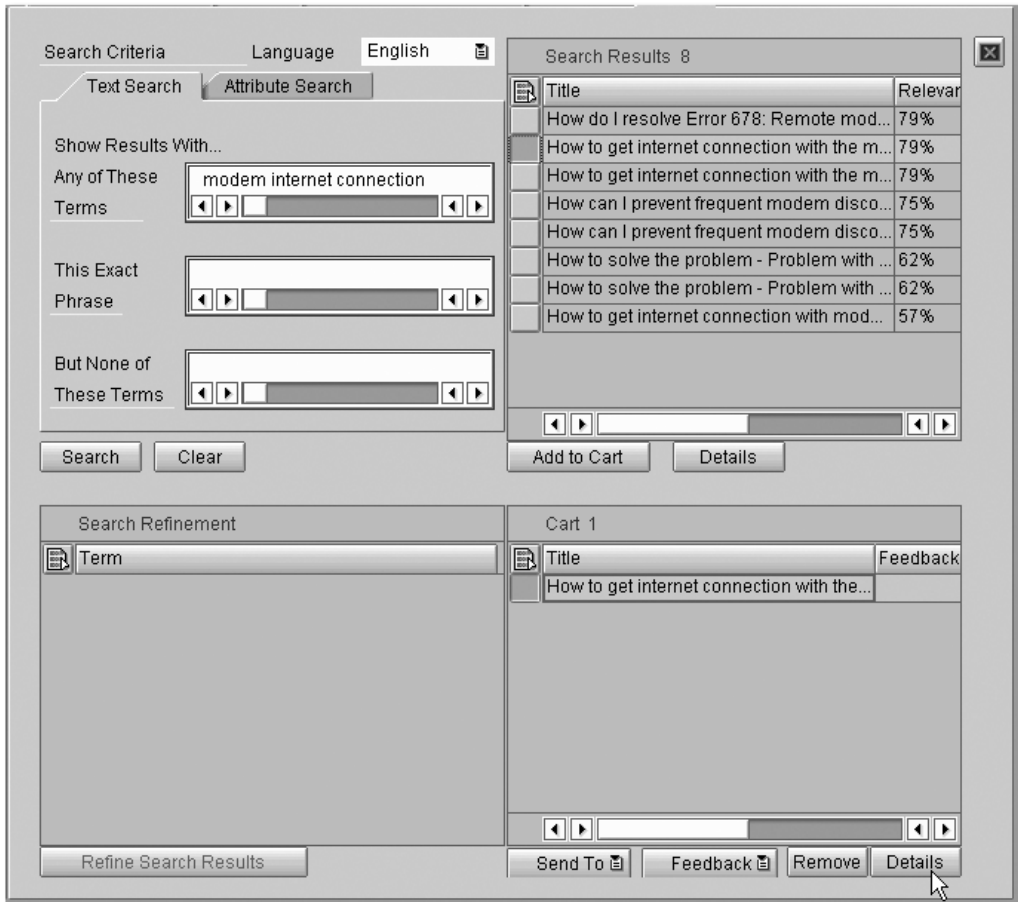 Search Criteria Language English
Text Search Attribute Search
Show Results With...
Any of These
Terms
modem internet connection
This Exact
Phrase
But None of
These Terms
Search Clear
Search Results 8
Title Relevar
How do I resolve Error 678: Remote mod... 79%
How to get internet connection with the m... 79%
How to get internet connection with the m... 79%
How can I prevent frequent modem disco... 75%
How can I prevent frequent modem disco... 75%
How to solve the problem - Problem with ... 62%
How to solve the problem - Problem with ... 62%
How to get internet connection with mod... 57%
Add to Cart Details
Search Refinement
Term
Refine Search Results
Cart 1
Title Feedback
How to get internet connection with the...
Send To Feedback Remove Details